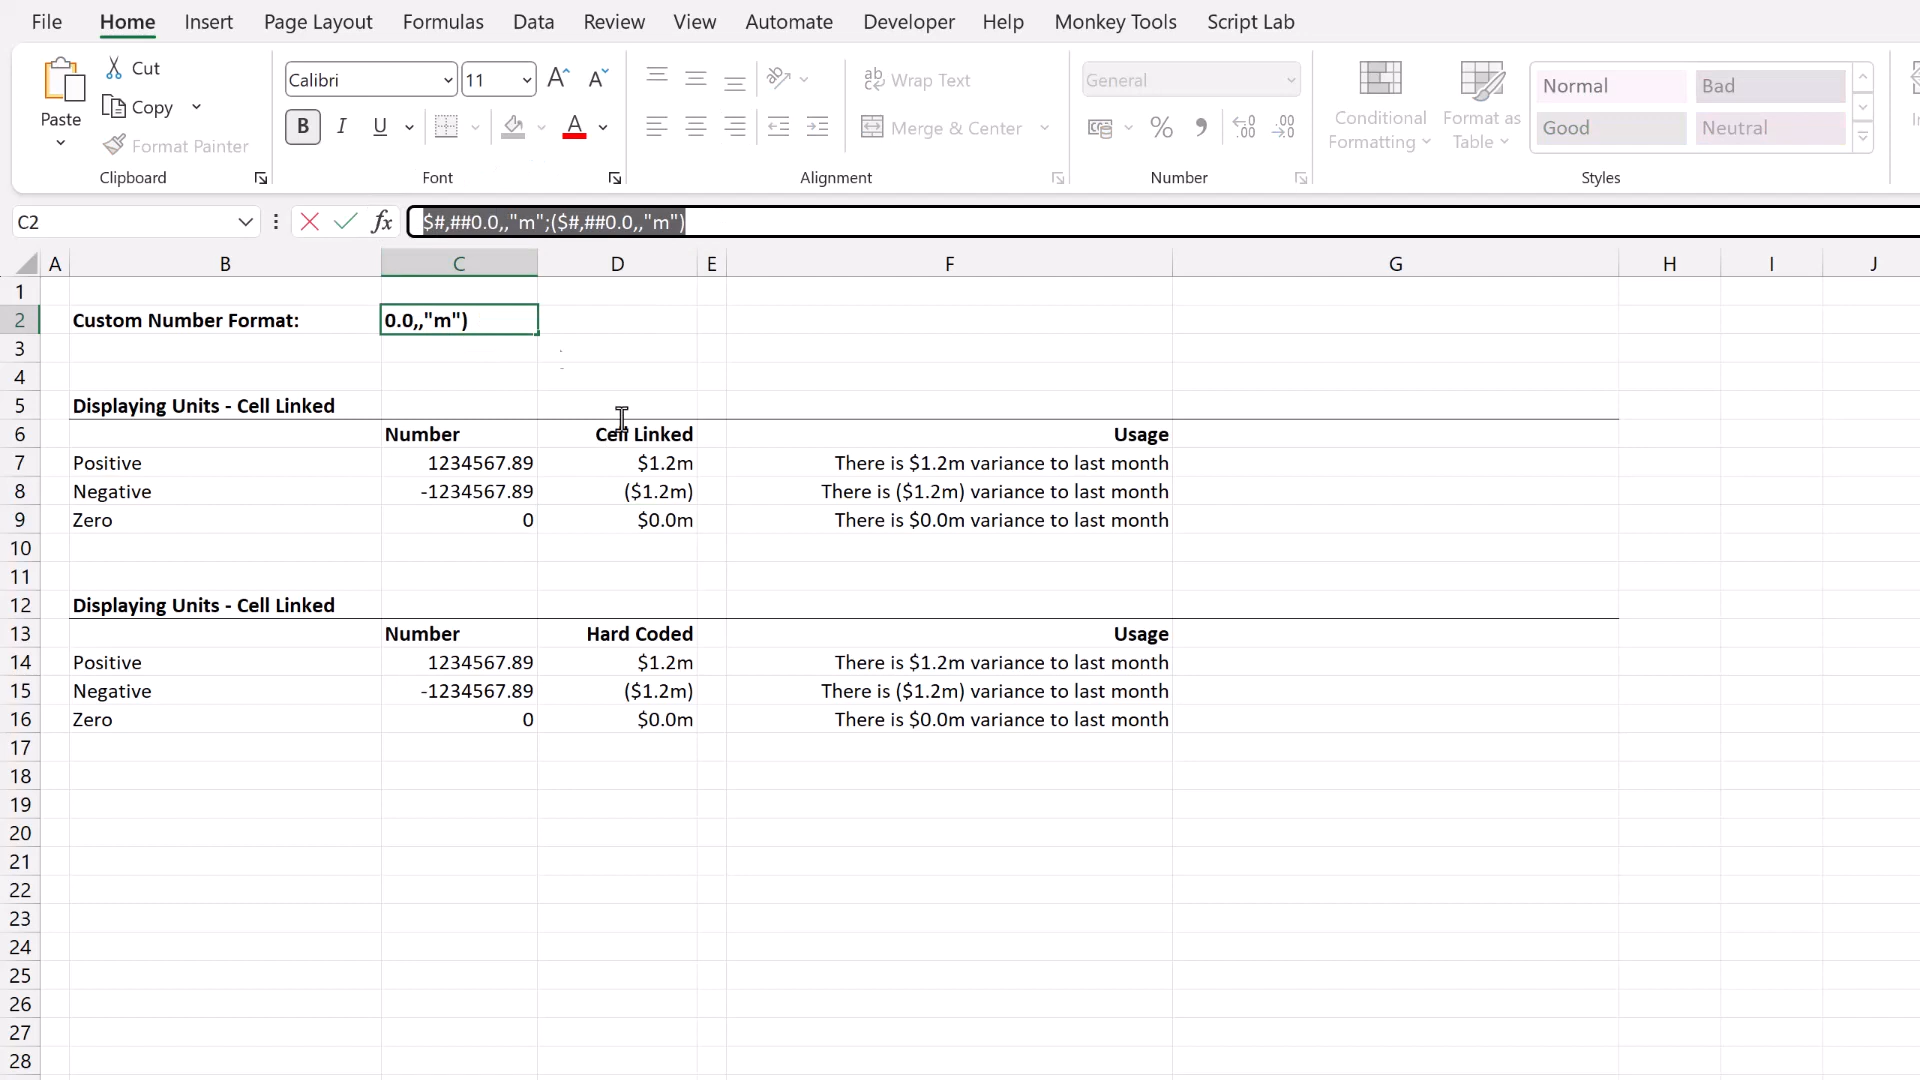 File Home Insert Page Layout Formulas Data Review View Automate Developer Help Monkey Tools Script Lab
Paste
Cut
Copy
Format Painter
Clipboard
Calibri 11
B I U
Font
Wrap Text
Merge & Center
Alignment
General
Number
Conditional Formatting
Format as Table
Normal Bad
Good Neutral
Styles
C2 fx $#,##0.0,,"m";($#,##0.0,,"m")
A B C D E F G H I J
1
2 Custom Number Format: 0.0,,"m")
3
4
5 Displaying Units - Cell Linked
6 Number Cell Linked Usage
7 Positive 1234567.89 $1.2m There is $1.2m variance to last month
8 Negative -1234567.89 ($1.2m) There is ($1.2m) variance to last month
9 Zero 0 $0.0m There is $0.0m variance to last month
10
11
12 Displaying Units - Cell Linked
13 Number Hard Coded Usage
14 Positive 1234567.89 $1.2m There is $1.2m variance to last month
15 Negative -1234567.89 ($1.2m) There is ($1.2m) variance to last month
16 Zero 0 $0.0m There is $0.0m variance to last month
17
18
19
20
21
22
23
24
25
26
27
28